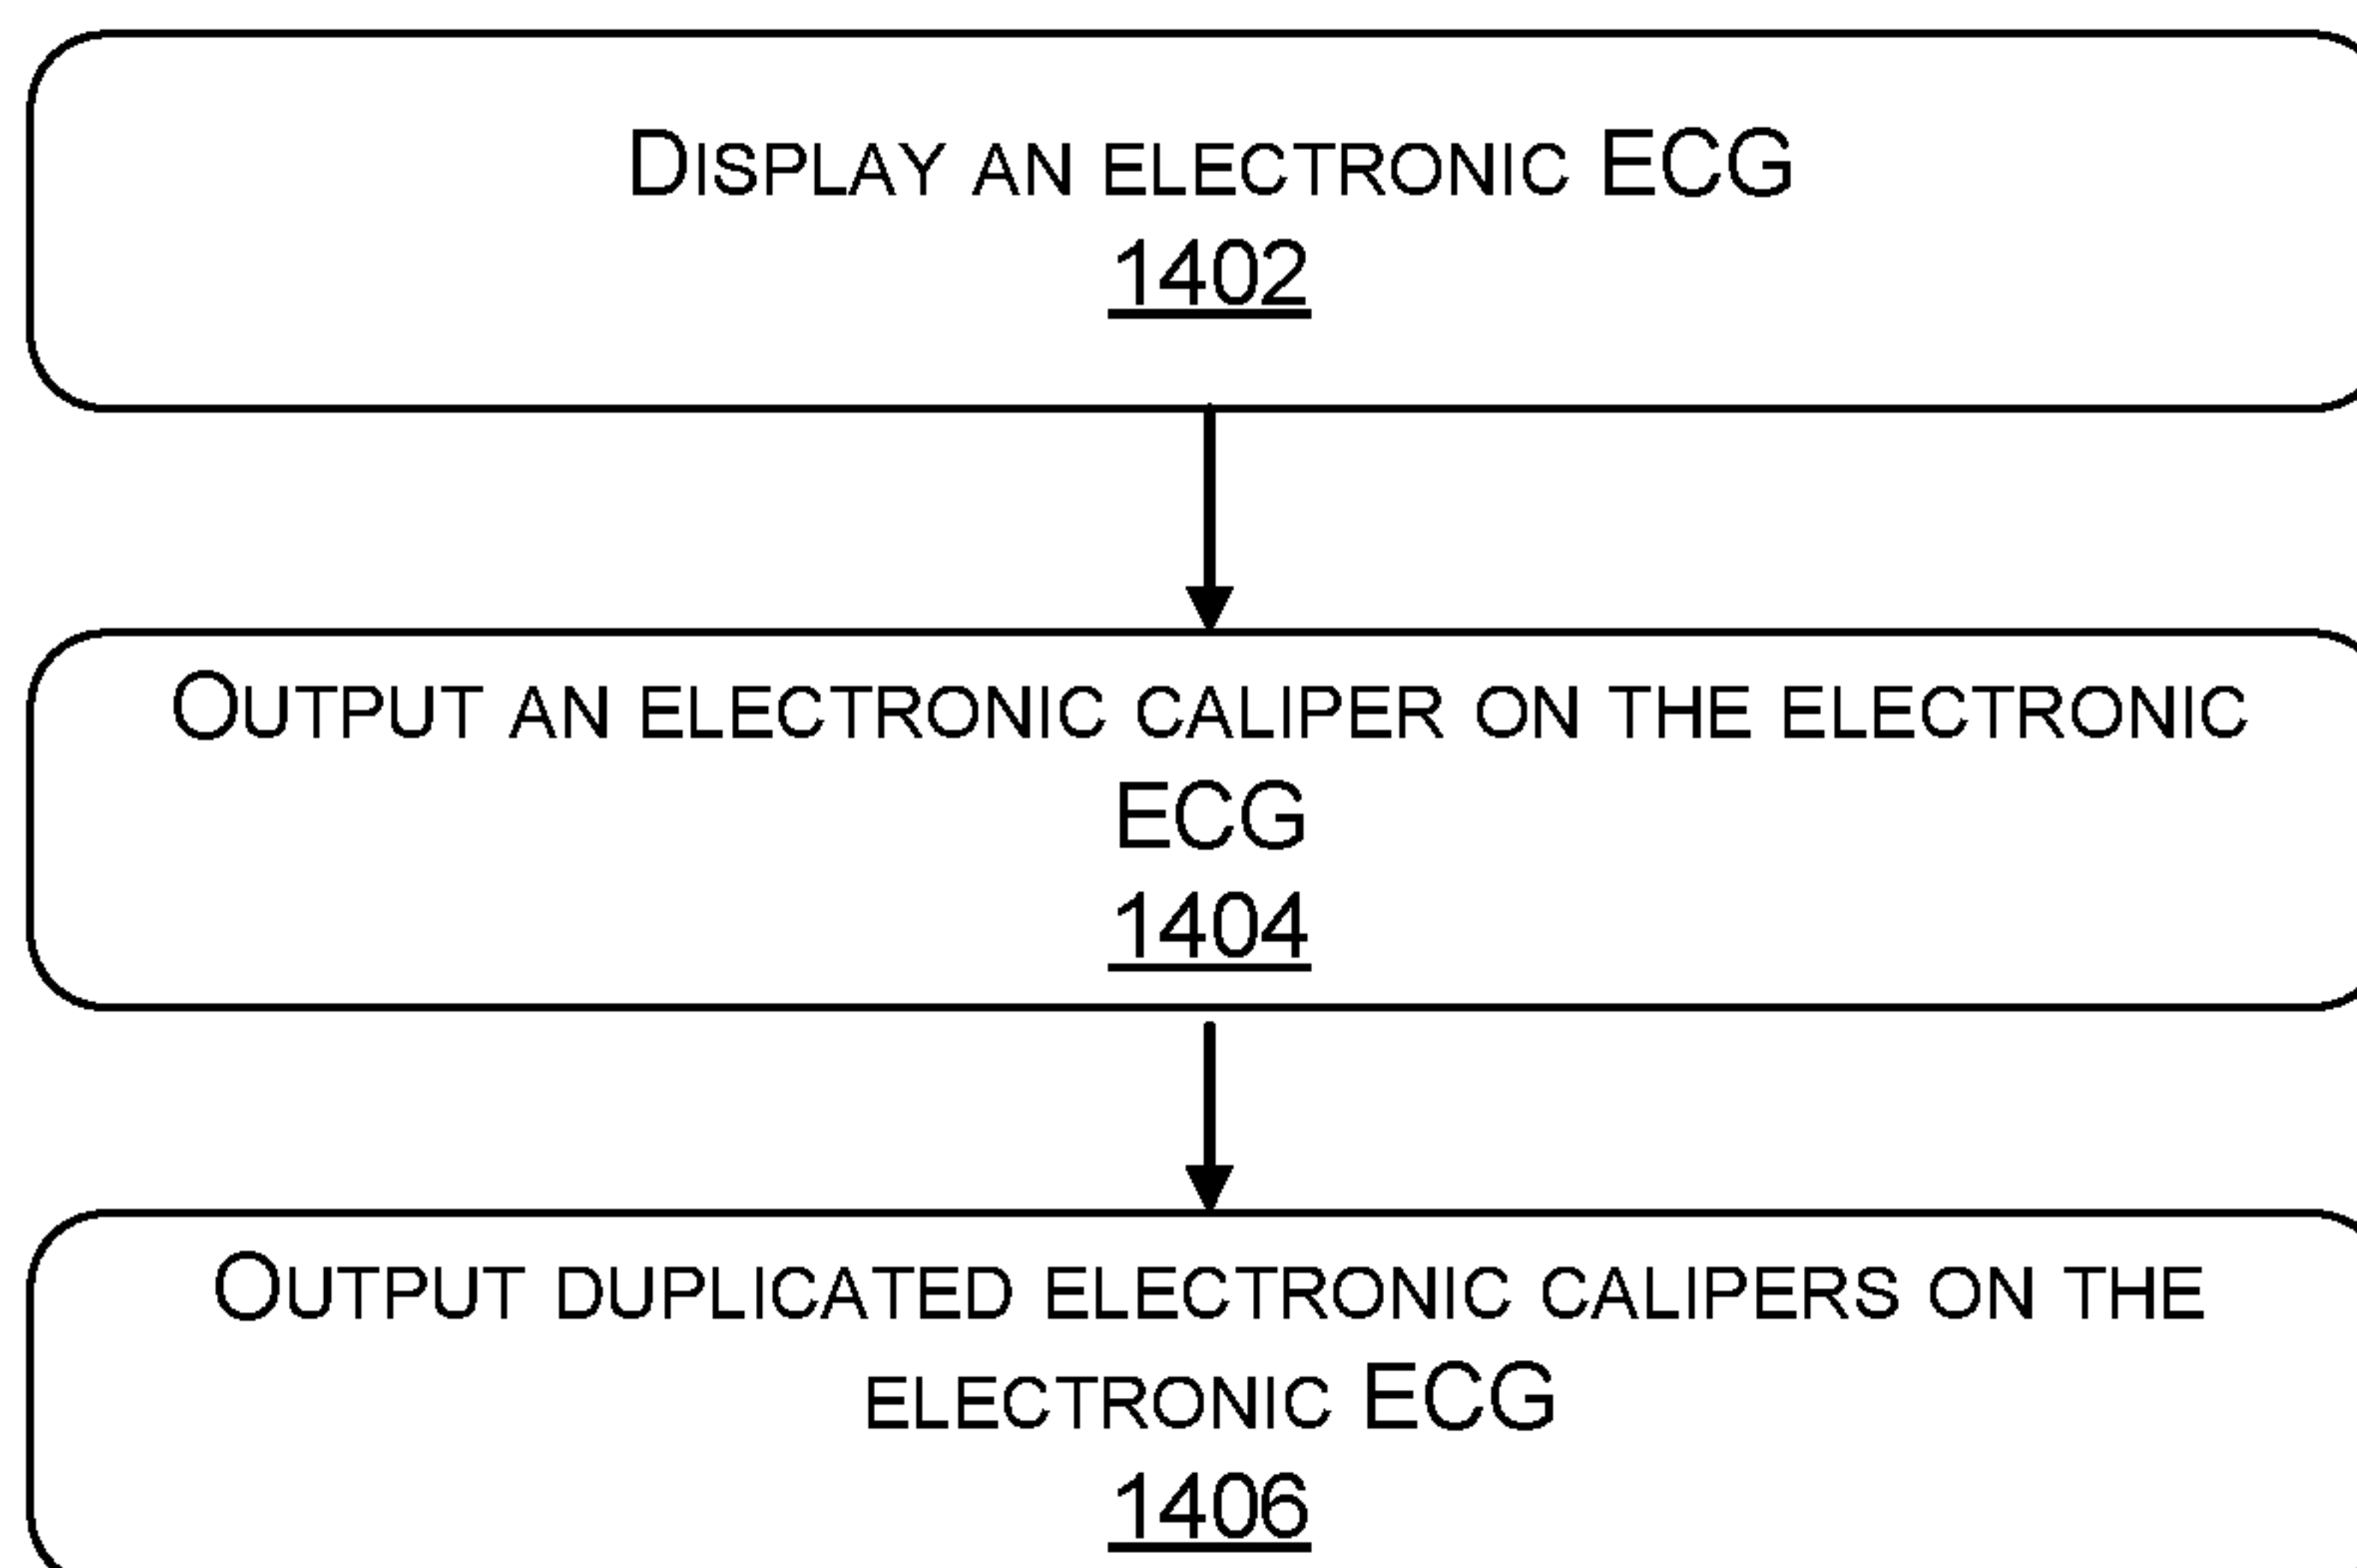 Display an electronic ECG
1402
Output an electronic caliper on the electronic
ECG
1404
Output duplicated electronic calipers on the
electronic ECG
1406